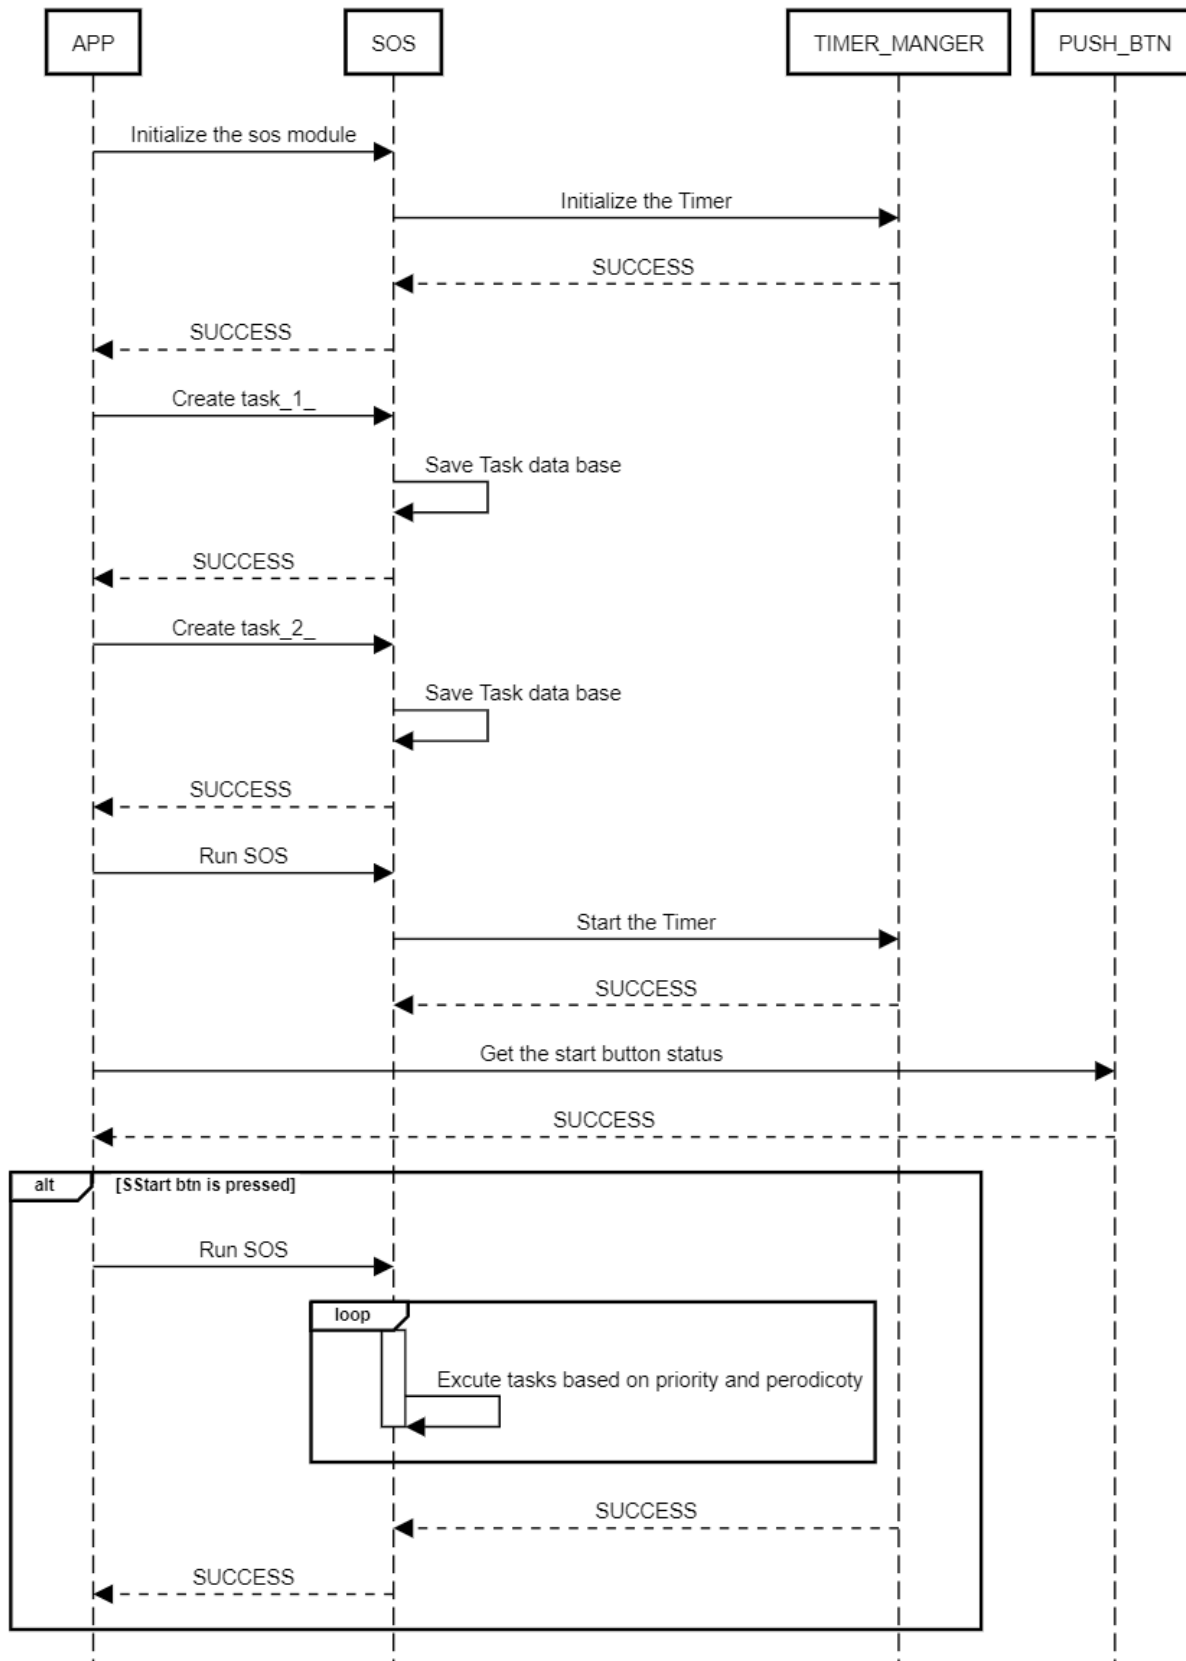 APP
SOS
TIMER_MANGER
PUSH_BTN
Initialize the sos module
Initialize the Timer
SUCCESS
SUCCESS
Create task_1_
Save Task data base
SUCCESS
Create task_2_
Save Task data base
SUCCESS
Run SOS
Start the Timer
SUCCESS
Get the start button status
SUCCESS
alt
[SStart btn is pressed]
Run SOS
loop
Excute tasks based on priority and perodicoty
SUCCESS
SUCCESS